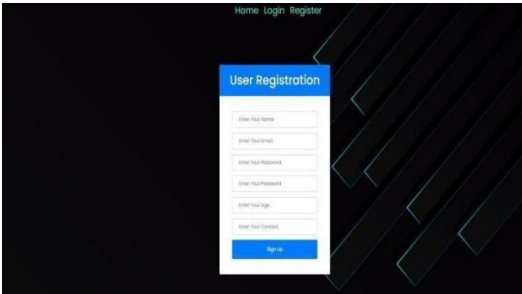 Home Login Register
User Registration
Enter Your Name
Enter Your Email
Enter Your Password
Enter Your Password
Enter Your Age
Enter Your Contact
Sign Up